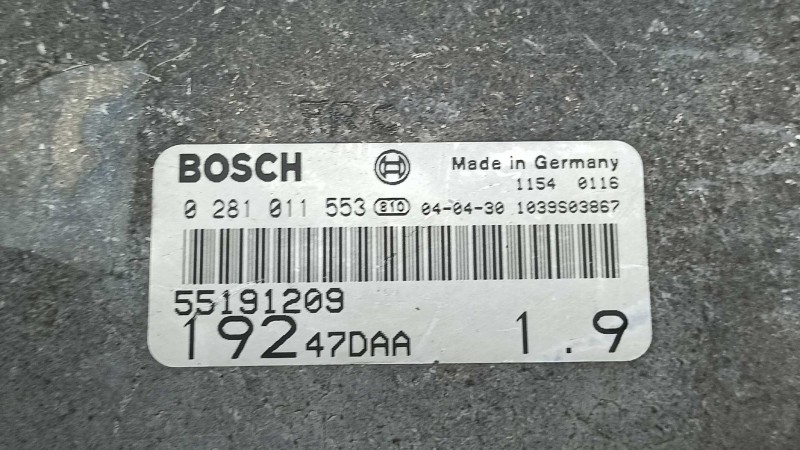 BOSCH Made in Germany
1154 0116
0 281 011 553 810 04-04-30 1039S03867
55191209
192 47DAA 1.9